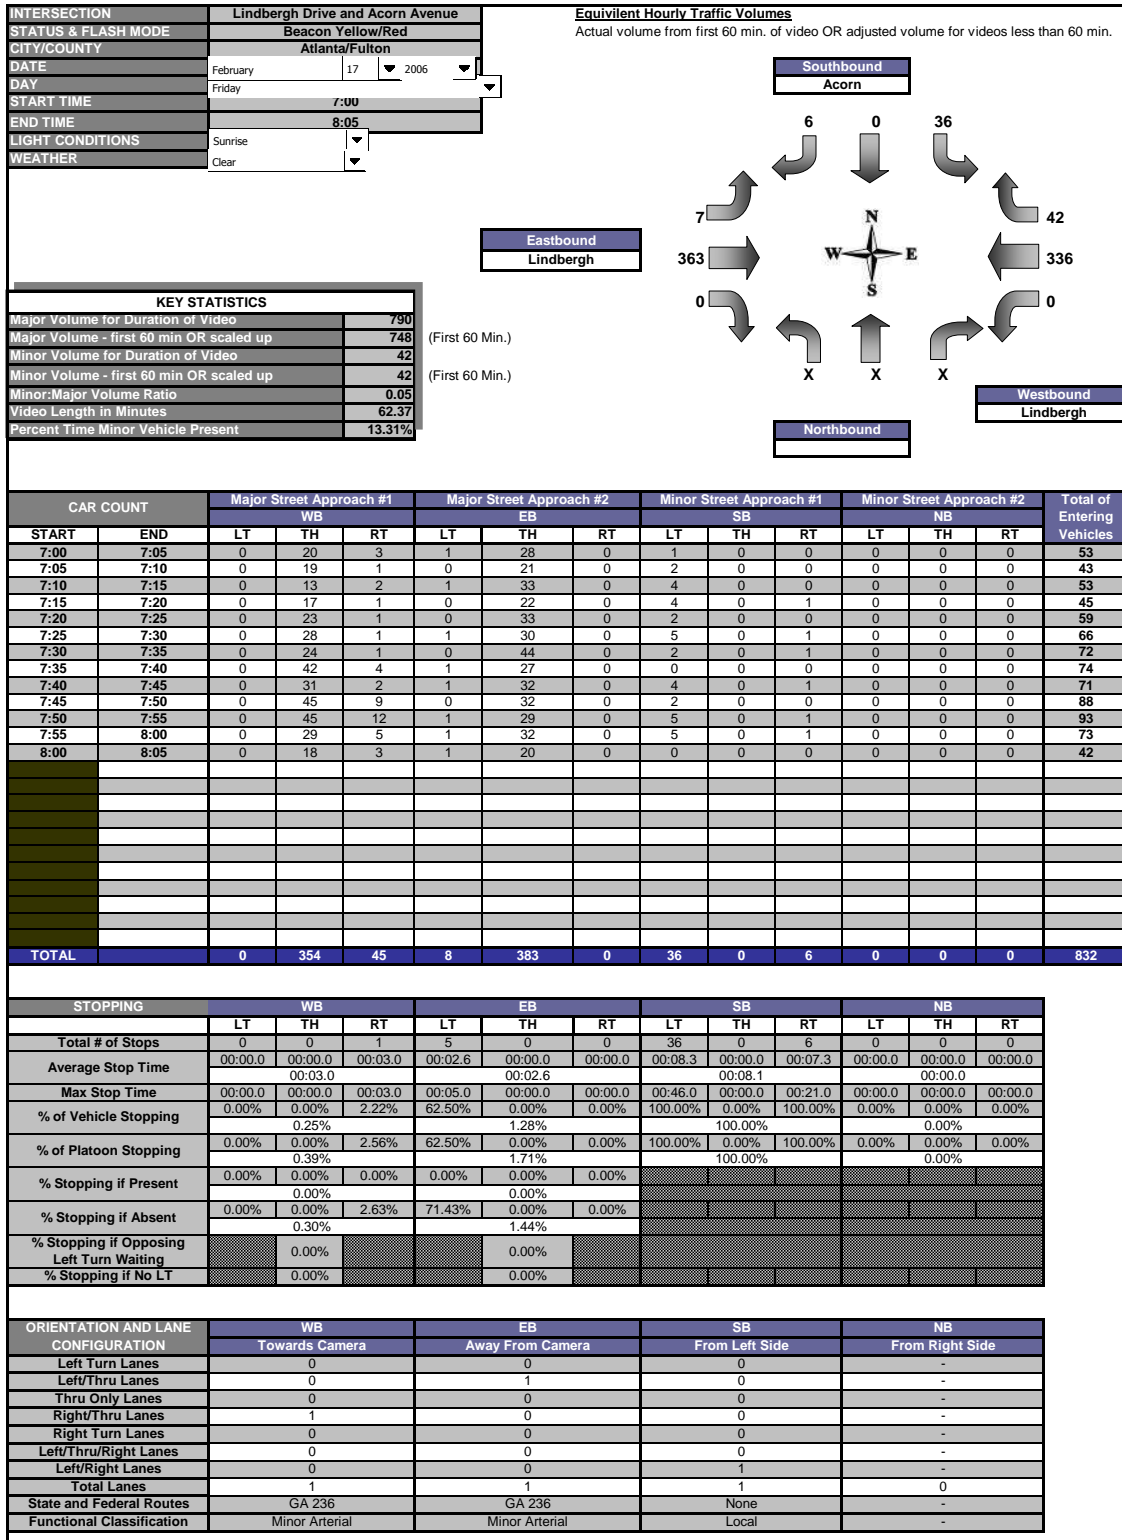 INTERSECTION Lindbergh Drive and Acorn Avenue
STATUS & FLASH MODE Beacon Yellow/Red
CITY/COUNTY Atlanta/Fulton
DATE February 17 2006
DAY Friday
START TIME 7:00
END TIME 8:05
LIGHT CONDITIONS Sunrise
WEATHER Clear
Equivilent Hourly Traffic Volumes
Actual volume from first 60 min. of video OR adjusted volume for videos less than 60 min.
Southbound
Acorn
6 0 36
7 N 42
Eastbound
Lindbergh
363 W E 336
0 S 0
X X X
Westbound
Lindbergh
Northbound
KEY STATISTICS
Major Volume for Duration of Video 790
Major Volume - first 60 min OR scaled up 748 (First 60 Min.)
Minor Volume for Duration of Video 42
Minor Volume - first 60 min OR scaled up 42 (First 60 Min.)
Minor:Major Volume Ratio 0.05
Video Length in Minutes 62.37
Percent Time Minor Vehicle Present 13.31%
CAR COUNT Major Street Approach #1 Major Street Approach #2 Minor Street Approach #1 Minor Street Approach #2 Total of
WB EB SB NB Entering
START END LT TH RT LT TH RT LT TH RT LT TH RT Vehicles
7:00 7:05 0 20 3 1 28 0 1 0 0 0 0 0 53
7:05 7:10 0 19 1 0 21 0 2 0 0 0 0 0 43
7:10 7:15 0 13 2 1 33 0 4 0 0 0 0 0 53
7:15 7:20 0 17 1 0 22 0 4 0 1 0 0 0 45
7:20 7:25 0 23 1 0 33 0 2 0 0 0 0 0 59
7:25 7:30 0 28 1 1 30 0 5 0 1 0 0 0 66
7:30 7:35 0 24 1 0 44 0 2 0 1 0 0 0 72
7:35 7:40 0 42 4 1 27 0 0 0 0 0 0 0 74
7:40 7:45 0 31 2 1 32 0 4 0 1 0 0 0 71
7:45 7:50 0 45 9 0 32 0 2 0 0 0 0 0 88
7:50 7:55 0 45 12 1 29 0 5 0 1 0 0 0 93
7:55 8:00 0 29 5 1 32 0 5 0 1 0 0 0 73
8:00 8:05 0 18 3 1 20 0 0 0 0 0 0 0 42
TOTAL 0 354 45 8 383 0 36 0 6 0 0 0 832
STOPPING WB EB SB NB
LT TH RT LT TH RT LT TH RT LT TH RT
Total # of Stops 0 0 1 5 0 0 36 0 6 0 0 0
Average Stop Time 00:00.0 00:00.0 00:03.0 00:02.6 00:00.0 00:00.0 00:08.3 00:00.0 00:07.3 00:00.0 00:00.0 00:00.0
00:03.0 00:02.6 00:08.1 00:00.0
Max Stop Time 00:00.0 00:00.0 00:03.0 00:05.0 00:00.0 00:00.0 00:46.0 00:00.0 00:21.0 00:00.0 00:00.0 00:00.0
% of Vehicle Stopping 0.00% 0.00% 2.22% 62.50% 0.00% 0.00% 100.00% 0.00% 100.00% 0.00% 0.00% 0.00%
0.25% 1.28% 100.00% 0.00%
% of Platoon Stopping 0.00% 0.00% 2.56% 62.50% 0.00% 0.00% 100.00% 0.00% 100.00% 0.00% 0.00% 0.00%
0.39% 1.71% 100.00% 0.00%
% Stopping if Present 0.00% 0.00% 0.00% 0.00% 0.00% 0.00%
0.00% 0.00%
% Stopping if Absent 0.00% 0.00% 2.63% 71.43% 0.00% 0.00%
0.30% 1.44%
% Stopping if Opposing
Left Turn Waiting 0.00% 0.00%
% Stopping if No LT 0.00% 0.00%
ORIENTATION AND LANE WB EB SB NB
CONFIGURATION Towards Camera Away From Camera From Left Side From Right Side
Left Turn Lanes 0 0 0 -
Left/Thru Lanes 0 1 0 -
Thru Only Lanes 0 0 0 -
Right/Thru Lanes 1 0 0 -
Right Turn Lanes 0 0 0 -
Left/Thru/Right Lanes 0 0 0 -
Left/Right Lanes 0 0 1 -
Total Lanes 1 1 1 0
State and Federal Routes GA 236 GA 236 None -
Functional Classification Minor Arterial Minor Arterial Local -